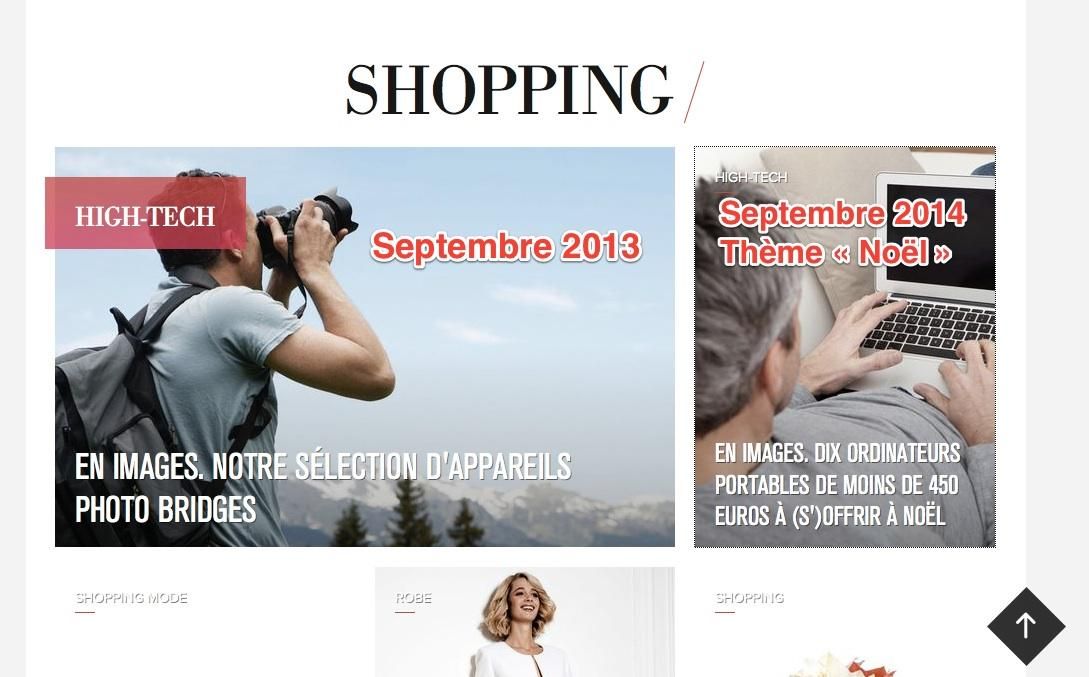 SHOPPING /
HIGH-TECH
Septembre 2013
EN IMAGES. NOTRE SÉLECTION D'APPAREILS
PHOTO BRIDGES
HIGH-TECH
Septembre 2014
Thème « Noël »
EN IMAGES. DIX ORDINATEURS
PORTABLES DE MOINS DE 450
EUROS À (S')OFFRIR À NOËL
SHOPPING MODE
ROBE
SHOPPING